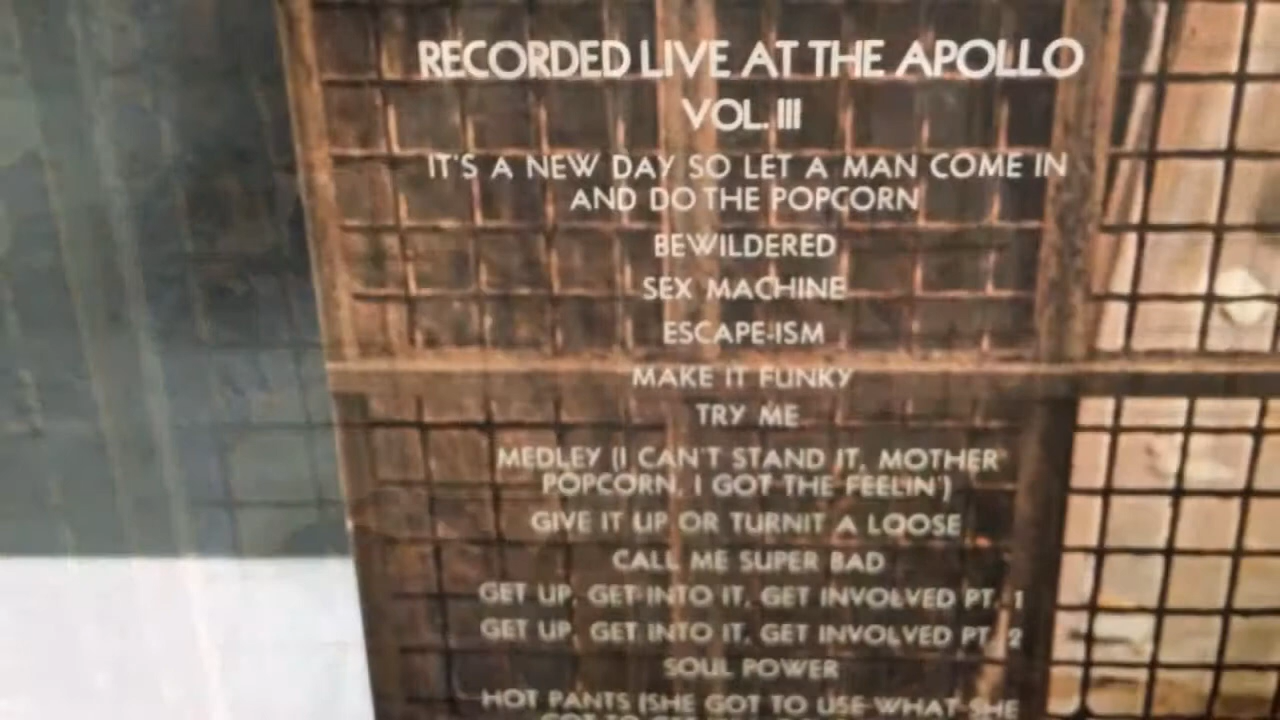 RECORDED LIVE AT THE APOLLO
VOL. III
IT'S A NEW DAY SO LET A MAN COME IN
AND DO THE POPCORN
BEWILDERED
SEX MACHINE
ESCAPE-ISM
MAKE IT FUNKY
TRY ME
MEDLEY (I CAN'T STAND IT, MOTHER
POPCORN, I GOT THE FEELIN')
GIVE IT UP OR TURNIT A LOOSE
CALL ME SUPER BAD
GET UP, GET INTO IT, GET INVOLVED PT. 1
GET UP, GET INTO IT, GET INVOLVED PT. 2
SOUL POWER
HOT PANTS (SHE GOT TO USE WHAT SHE